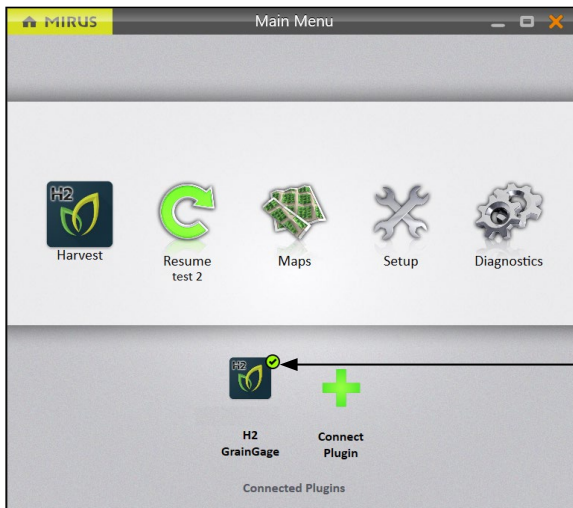 MIRUS
Main Menu
H2
Harvest
Resume
test 2
Maps
Setup
Diagnostics
H2
H2
GrainGage
Connect
Plugin
Connected Plugins